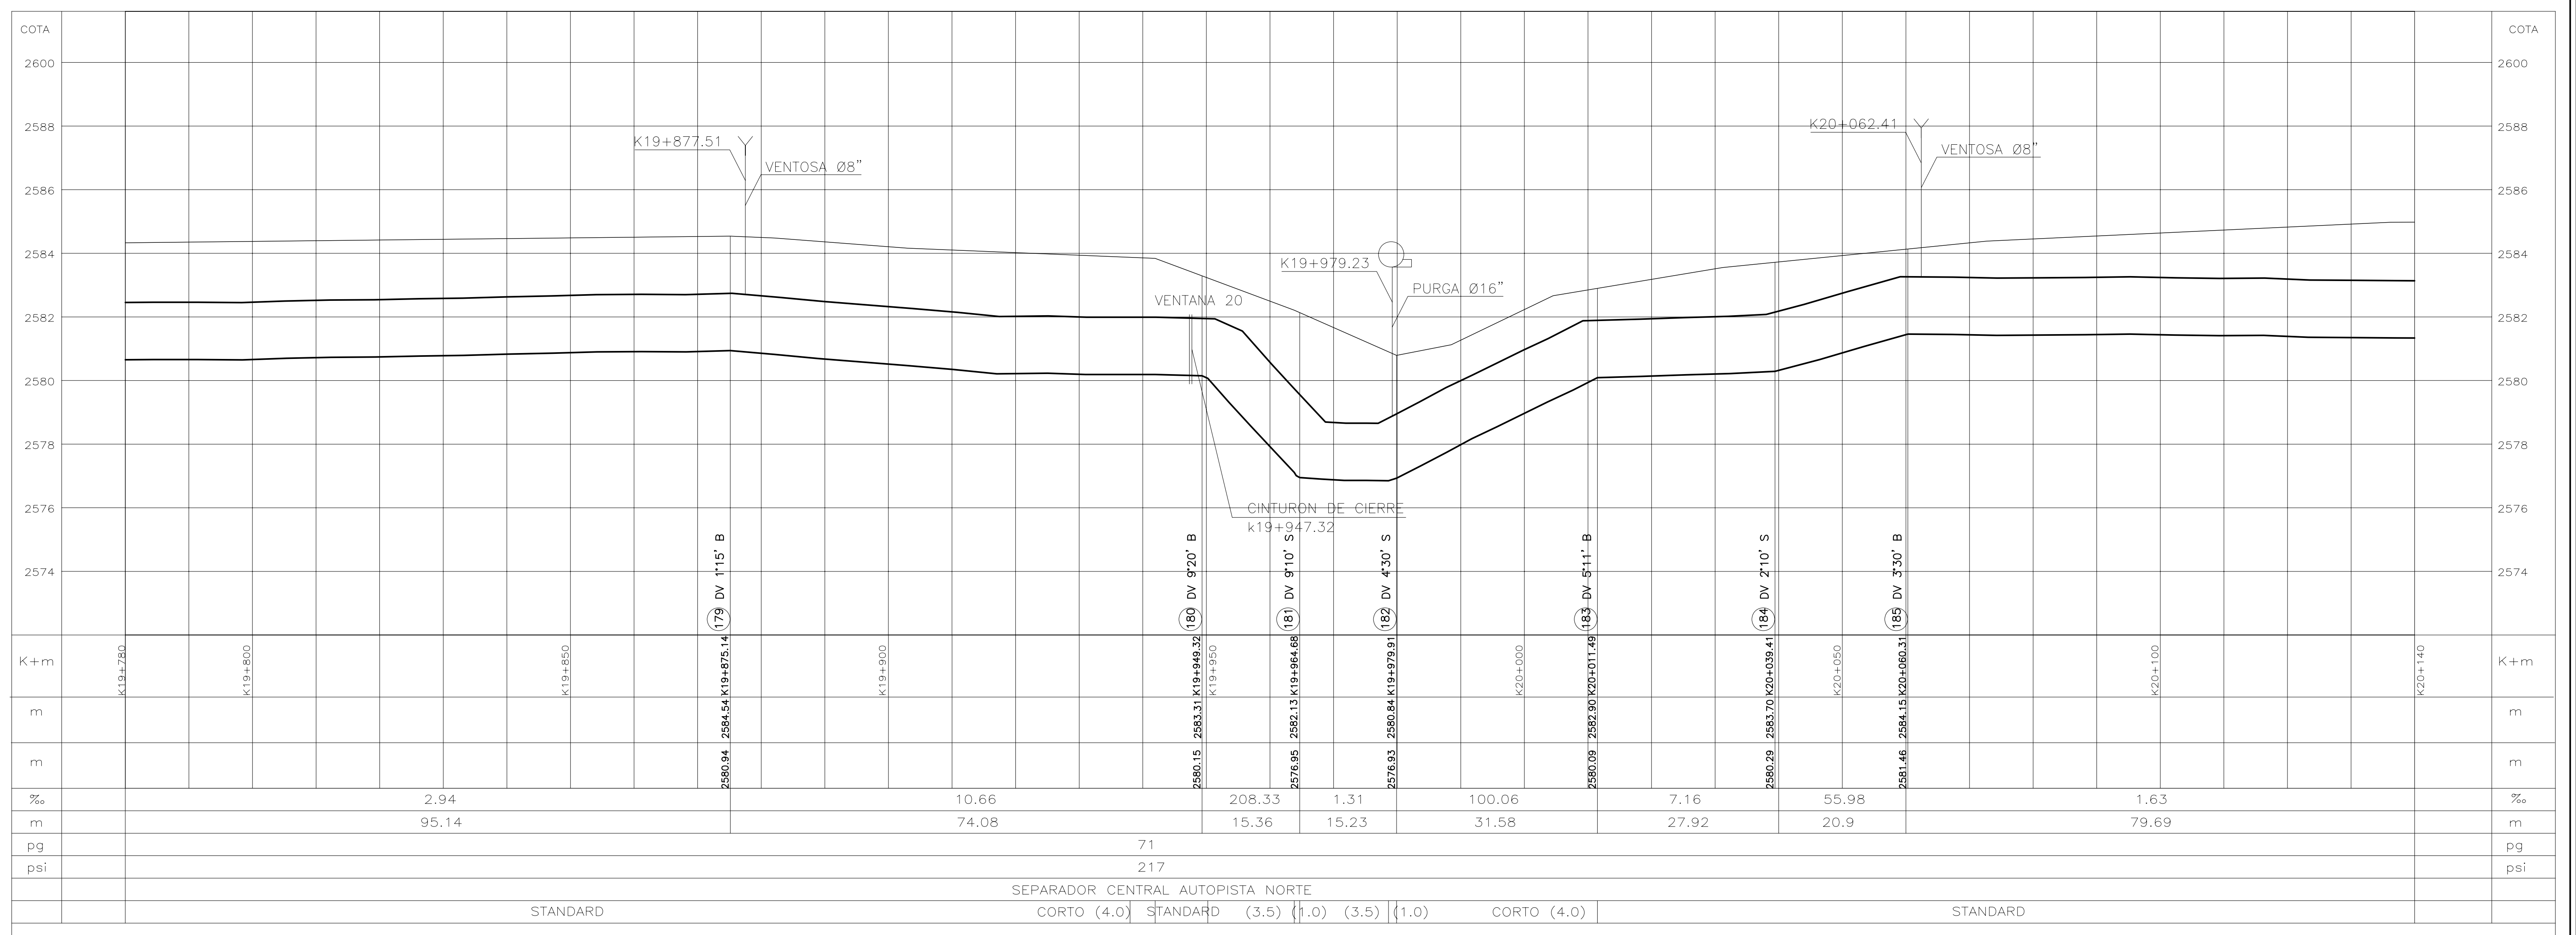 COTA COTA
2600 2600
2588 2588
2586 2586
2584 2584
2582 2582
2580 2580
2578 2578
2576 2576
2574 2574
K19+877.51
VENTOSA Ø8"
K20+062.41
VENTOSA Ø8"
K19+979.23
PURGA Ø16"
VENTANA 20
CINTURON DE CIERRE
k19+947.32
179 DV 1°15' B
180 DV 9°20' B
181 DV 9°10' S
182 DV 4°30' S
183 DV 5°11' B
184 DV 2°10' S
185 DV 3°30' B
K+m K19+780 K19+800 K19+850 K19+875.14 K19+900 K19+949.32 K19+950 K19+964.68 K19+979.91 K20+000 K20+011.49 K20+039.41 K20+050 K20+060.31 K20+100 K20+140 K+m
m 2584.54 2583.31 2582.13 2580.84 2582.90 2583.70 2584.15 m
m 2580.94 2580.15 2576.95 2576.93 2580.09 2580.29 2581.46 m
‰ 2.94 10.66 208.33 1.31 100.06 7.16 55.98 1.63 ‰
m 95.14 74.08 15.36 15.23 31.58 27.92 20.9 79.69 m
pg 71 pg
psi 217 psi
SEPARADOR CENTRAL AUTOPISTA NORTE
STANDARD CORTO (4.0) STANDARD (3.5) (1.0) (3.5) (1.0) CORTO (4.0) STANDARD